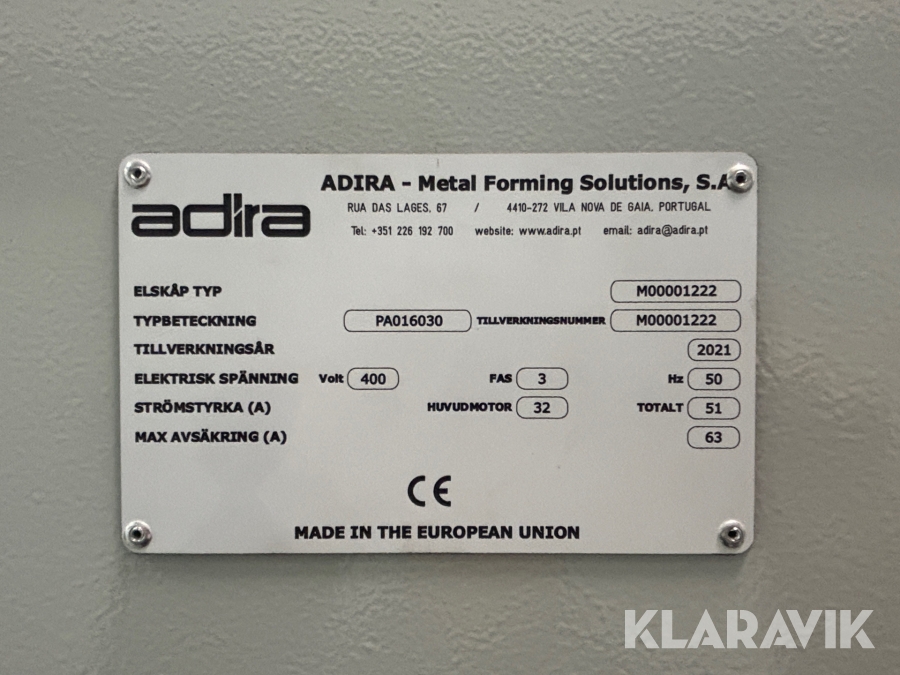 adira
ADIRA - Metal Forming Solutions, S.A
RUA DAS LAGES, 67 / 4410-272 VILA NOVA DE GAIA, PORTUGAL
Tel: +351 226 192 700 website: www.adira.pt email: adira@adira.pt
ELSKÅP TYP M00001222
TYPBETECKNING PA016030 TILLVERKNINGSNUMMER M00001222
TILLVERKNINGSÅR 2021
ELEKTRISK SPÄNNING Volt 400 FAS 3 Hz 50
STRÖMSTYRKA (A) HUVUDMOTOR 32 TOTALT 51
MAX AVSÄKRING (A) 63
CE
MADE IN THE EUROPEAN UNION
KLARAVIK